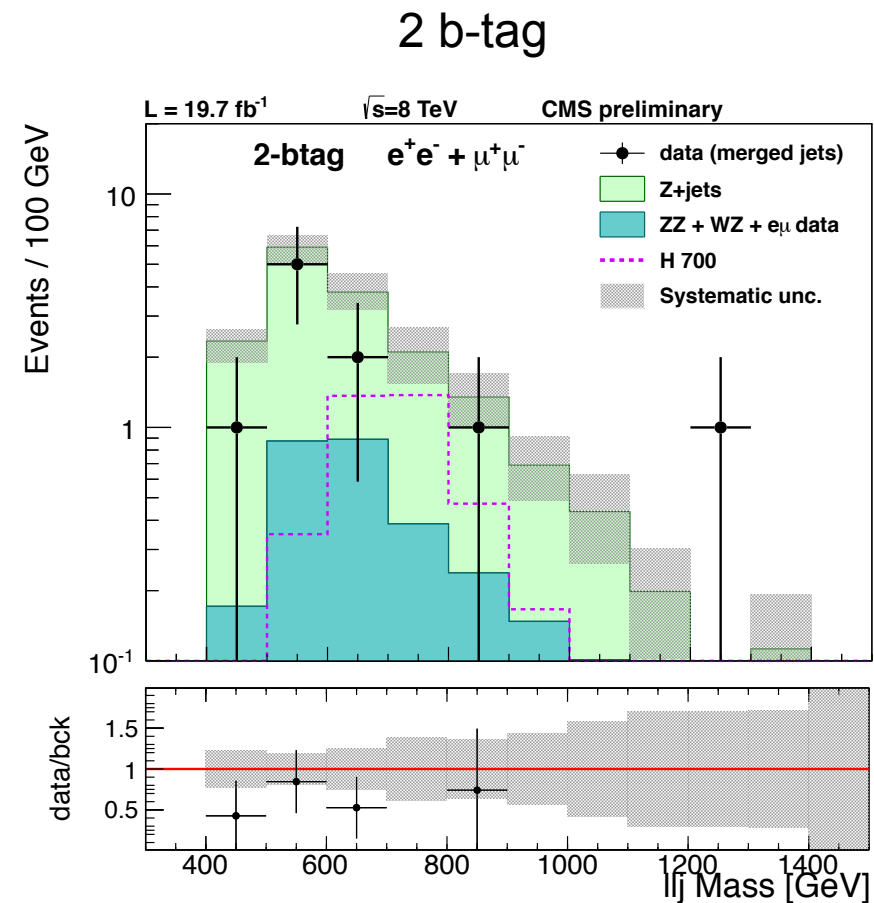 2 b-tag
L = 19.7 fb⁻¹ √s=8 TeV CMS preliminary
2-btag e⁺e⁻ + μ⁺μ⁻
data (merged jets)
Z+jets
ZZ + WZ + eμ data
H 700
Systematic unc.
Events / 100 GeV
10
1
10⁻¹
data/bck
1.5
1
0.5
400 600 800 1000 1200 1400
llj Mass [GeV]